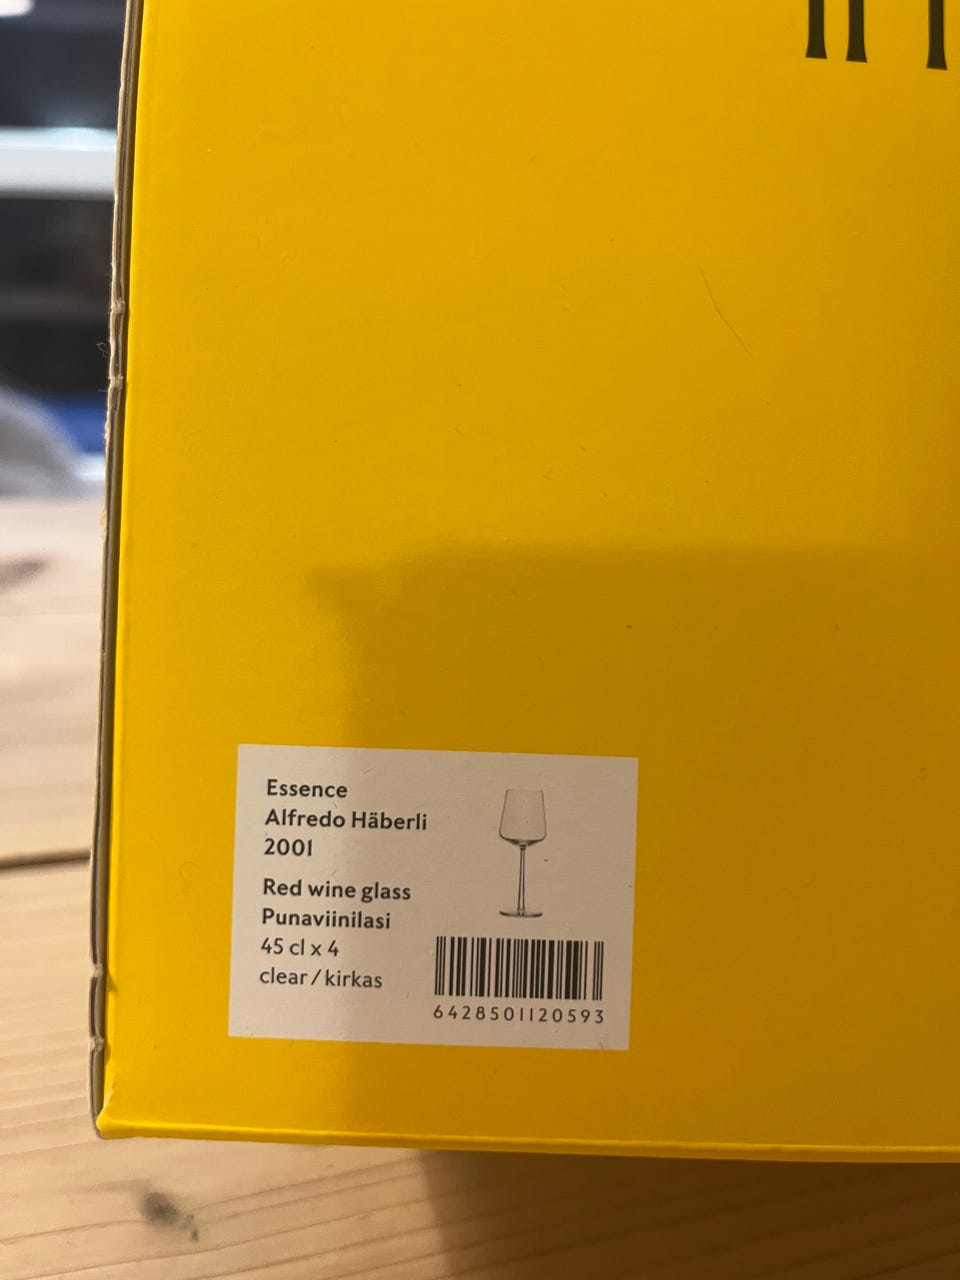 Essence
Alfredo Häberli
2001
Red wine glass
Punaviinilasi
45 cl x 4
clear/kirkas
6428501120593